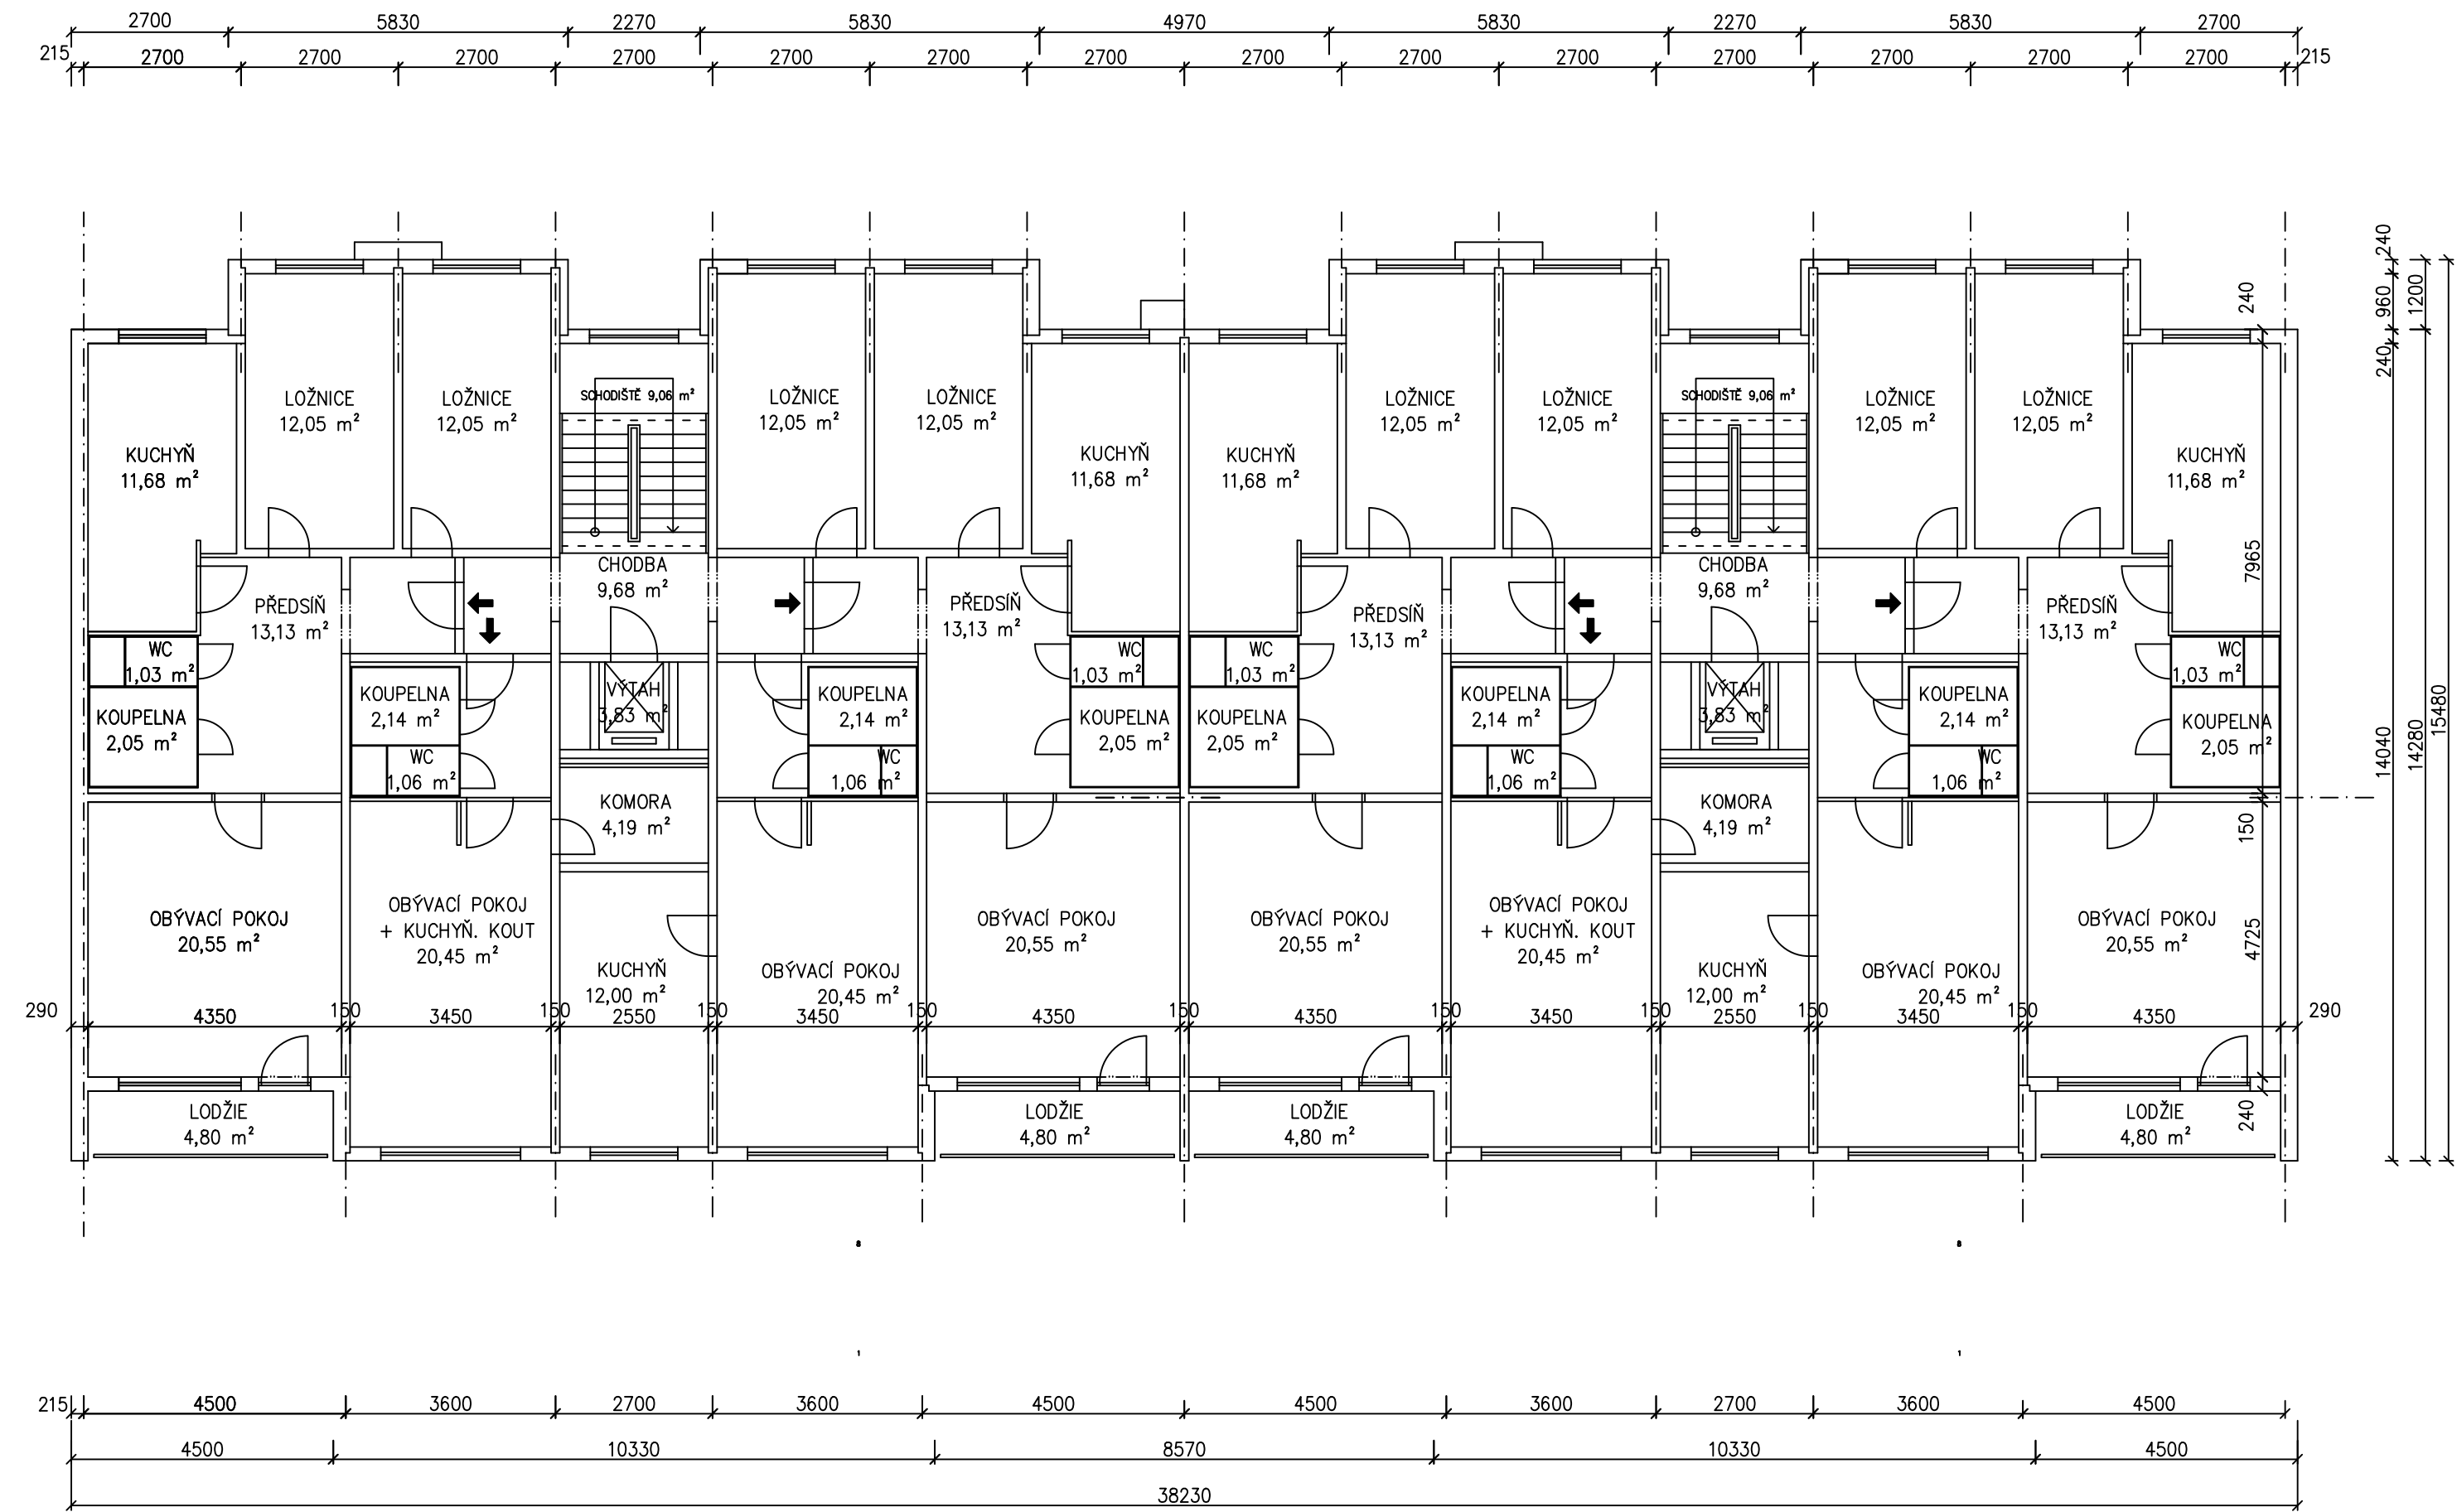 2700 5830 2270 5830 4970 5830 2270 5830 2700
215 2700 2700 2700 2700 2700 2700 2700 2700 2700 2700 2700 2700 2700 2700 215
240
960
1200
240
240
7965
150
4725
240
14040
14280
15480
LOŽNICE
12,05 m²
LOŽNICE
12,05 m²
SCHODIŠTĚ 9,06 m²
LOŽNICE
12,05 m²
LOŽNICE
12,05 m²
LOŽNICE
12,05 m²
LOŽNICE
12,05 m²
SCHODIŠTĚ 9,06 m²
LOŽNICE
12,05 m²
LOŽNICE
12,05 m²
KUCHYŇ
11,68 m²
KUCHYŇ
11,68 m²
KUCHYŇ
11,68 m²
KUCHYŇ
11,68 m²
CHODBA
9,68 m²
CHODBA
9,68 m²
PŘEDSÍŇ
13,13 m²
PŘEDSÍŇ
13,13 m²
PŘEDSÍŇ
13,13 m²
PŘEDSÍŇ
13,13 m²
WC
1,03 m²
WC
1,03 m²
WC
1,03 m²
WC
1,03 m²
KOUPELNA
2,05 m²
KOUPELNA
2,14 m²
VÝTAH
3,83 m²
KOUPELNA
2,14 m²
KOUPELNA
2,05 m²
KOUPELNA
2,05 m²
KOUPELNA
2,14 m²
VÝTAH
3,83 m²
KOUPELNA
2,14 m²
KOUPELNA
2,05 m²
WC
1,06 m²
WC
1,06 m²
WC
1,06 m²
WC
1,06 m²
KOMORA
4,19 m²
KOMORA
4,19 m²
OBÝVACÍ POKOJ
20,55 m²
OBÝVACÍ POKOJ
+ KUCHYŇ. KOUT
20,45 m²
KUCHYŇ
12,00 m²
OBÝVACÍ POKOJ
20,45 m²
OBÝVACÍ POKOJ
20,55 m²
OBÝVACÍ POKOJ
20,55 m²
OBÝVACÍ POKOJ
+ KUCHYŇ. KOUT
20,45 m²
KUCHYŇ
12,00 m²
OBÝVACÍ POKOJ
20,45 m²
OBÝVACÍ POKOJ
20,55 m²
290 4350 150 3450 150 2550 150 3450 150 4350 150 4350 150 3450 150 2550 150 3450 150 4350 290
LODŽIE
4,80 m²
LODŽIE
4,80 m²
LODŽIE
4,80 m²
LODŽIE
4,80 m²
215 4500 3600 2700 3600 4500 4500 3600 2700 3600 4500
4500 10330 8570 10330 4500
38230